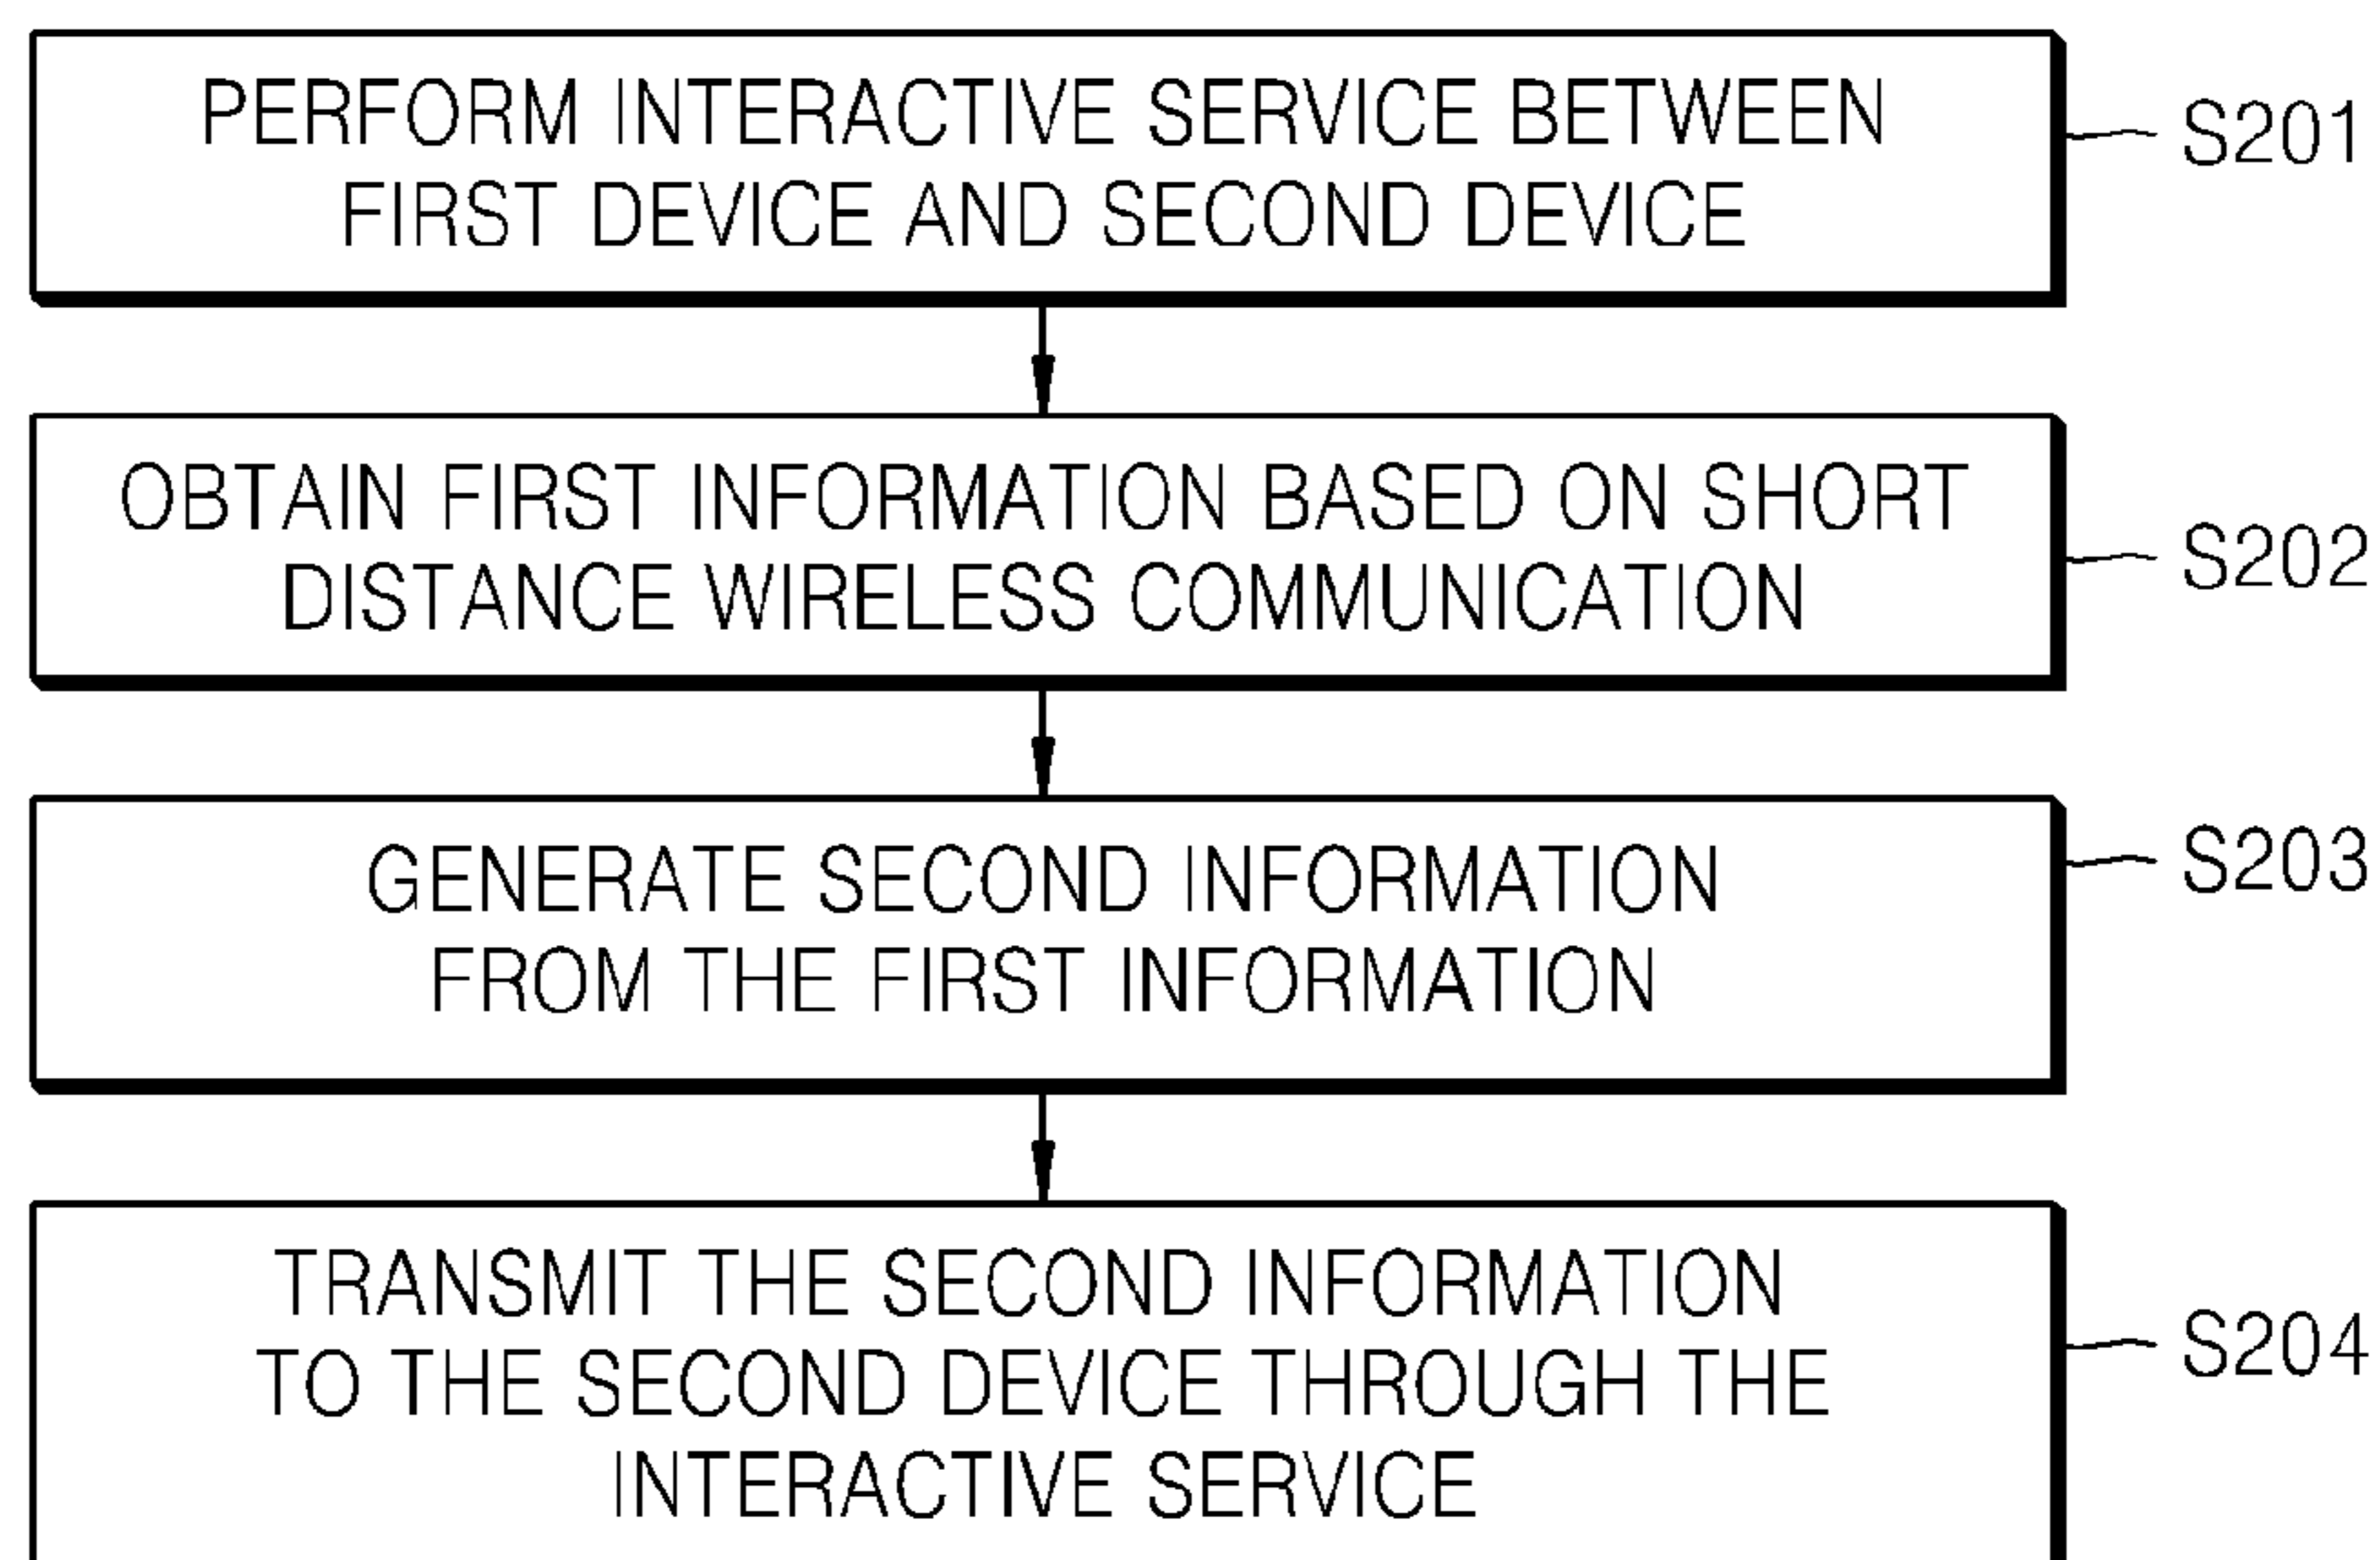 PERFORM INTERACTIVE SERVICE BETWEEN
FIRST DEVICE AND SECOND DEVICE
S201
OBTAIN FIRST INFORMATION BASED ON SHORT
DISTANCE WIRELESS COMMUNICATION
S202
GENERATE SECOND INFORMATION
FROM THE FIRST INFORMATION
S203
TRANSMIT THE SECOND INFORMATION
TO THE SECOND DEVICE THROUGH THE
INTERACTIVE SERVICE
S204